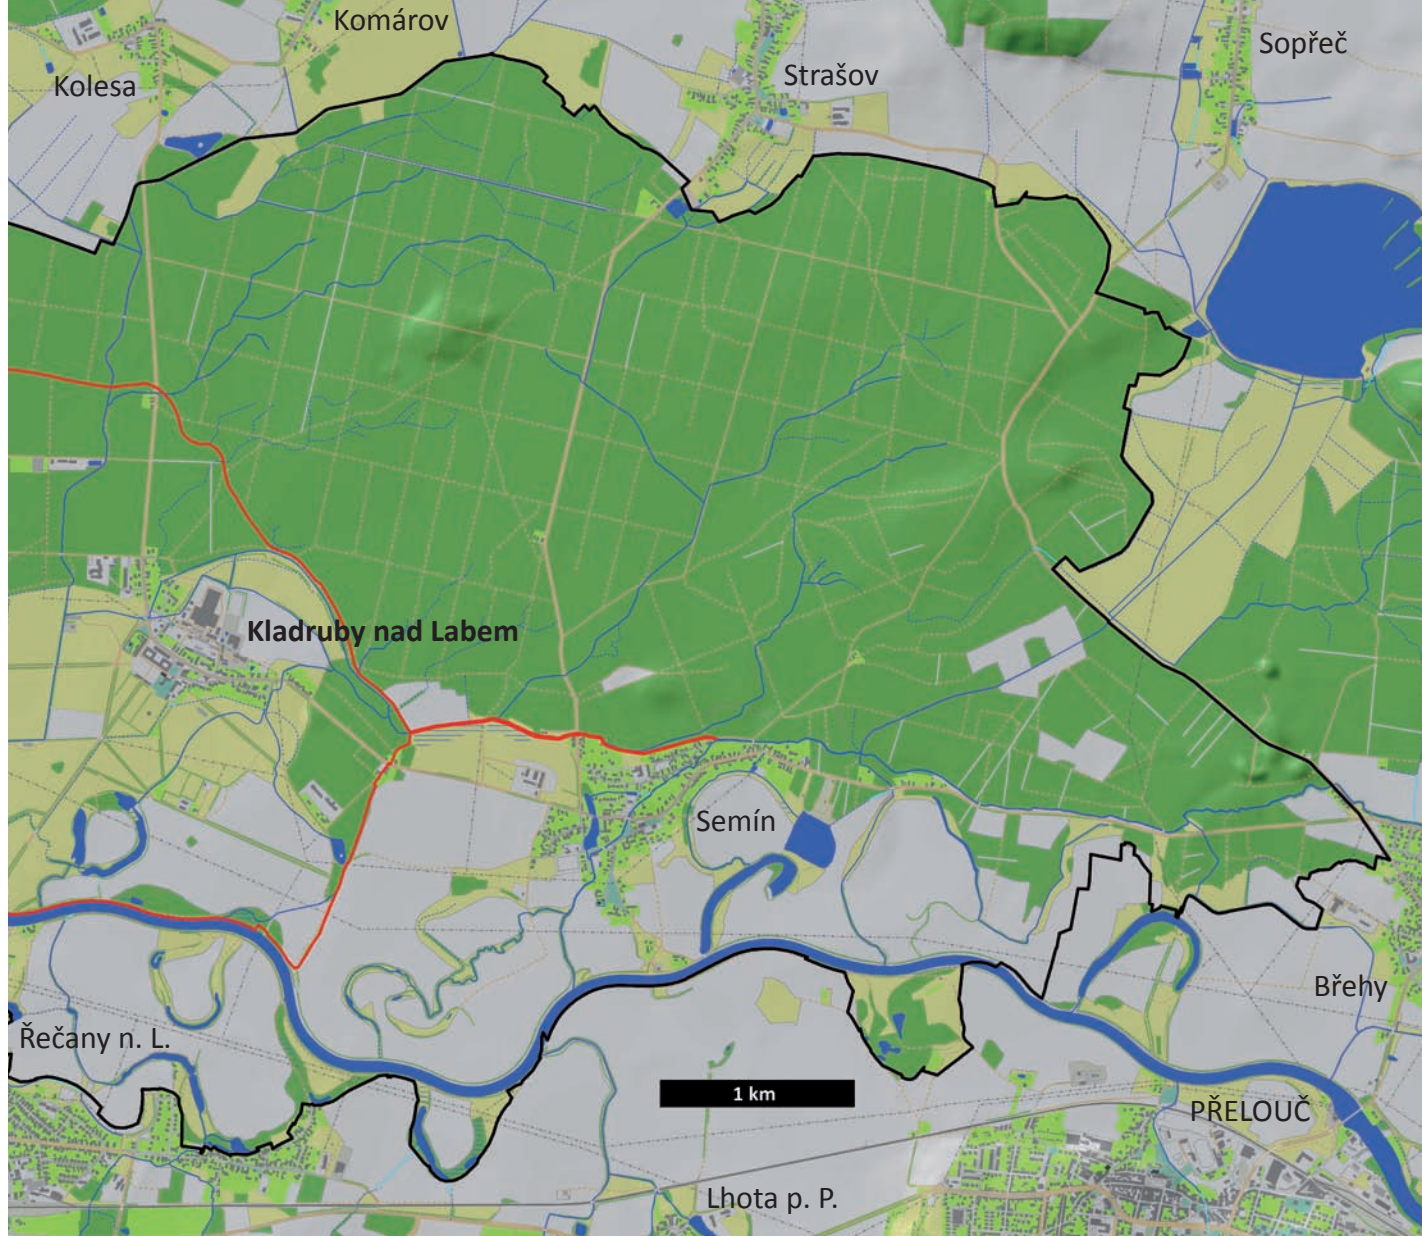 Komárov
Sopřeč
Kolesa
Strašov
Kladruby nad Labem
Semín
Břehy
Řečany n. L.
1 km
PŘELOUČ
Lhota p. P.